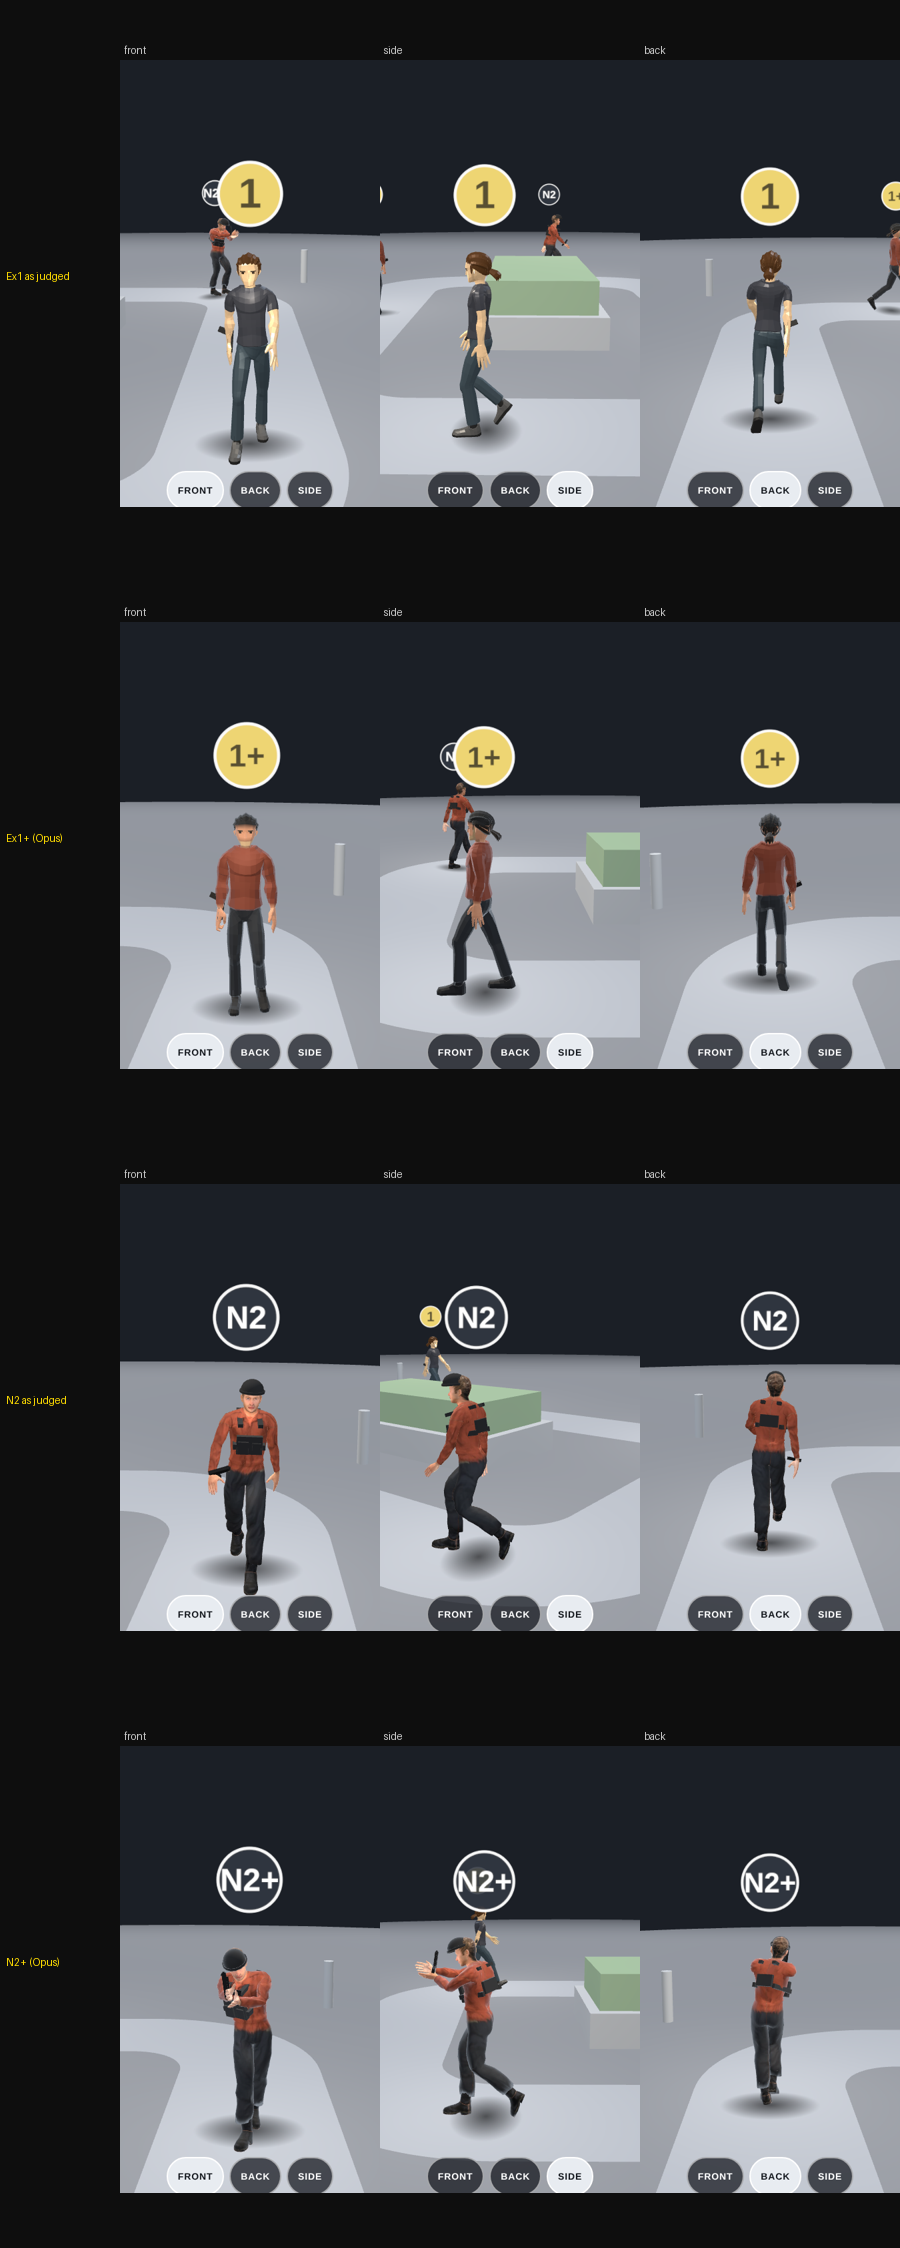 front side back
N2 1 1 N2 1 1+
Ex1 as judged
FRONT BACK SIDE FRONT BACK SIDE FRONT BACK SIDE
front side back
1+ N 1+ 1+
Ex1+ (Opus)
FRONT BACK SIDE FRONT BACK SIDE FRONT BACK SIDE
front side back
N2 1 N2 N2
N2 as judged
FRONT BACK SIDE FRONT BACK SIDE FRONT BACK SIDE
front side back
N2+ N2+ N2+
N2+ (Opus)
FRONT BACK SIDE FRONT BACK SIDE FRONT BACK SIDE